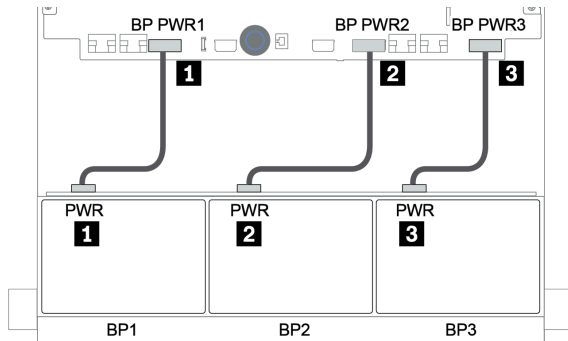 BP PWR1 BP PWR2 BP PWR3
1 2 3
PWR PWR PWR
1 2 3
BP1 BP2 BP3